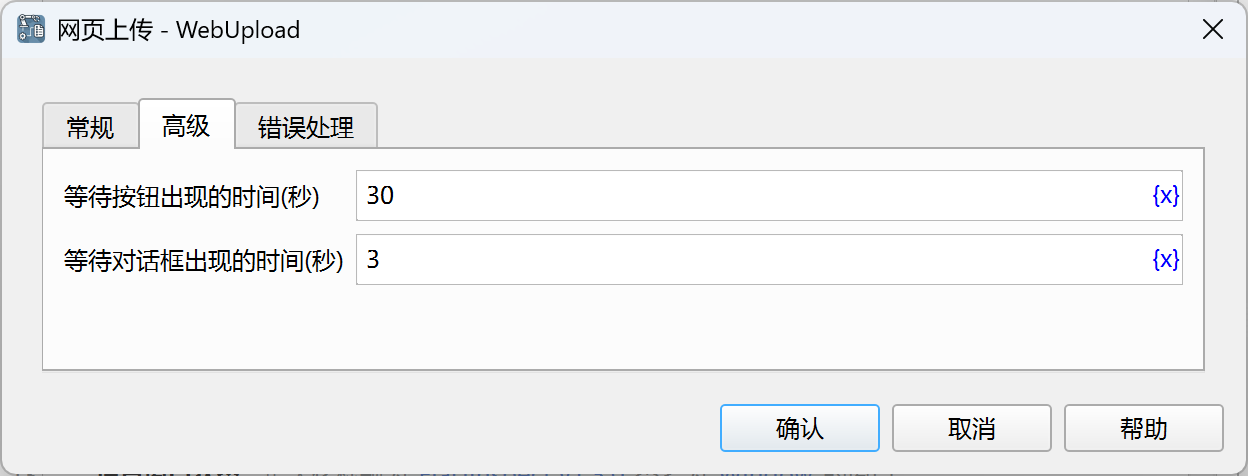 网页上传 - WebUpload
常规 高级 错误处理
等待按钮出现的时间(秒) 30 {x}
等待对话框出现的时间(秒) 3 {x}
确认 取消 帮助